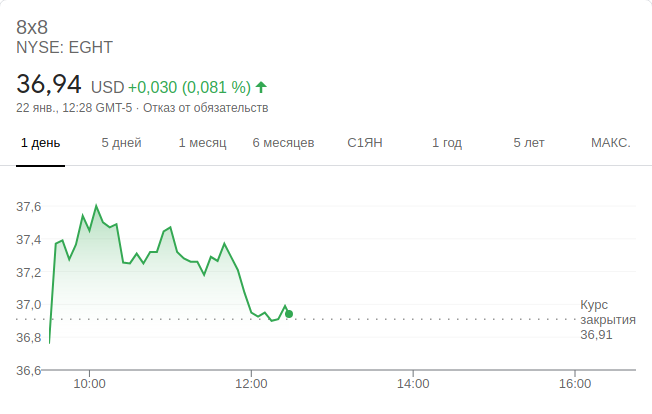 8x8
NYSE: EGHT
36,94 USD +0,030 (0,081 %)
22 янв., 12:28 GMT-5 · Отказ от обязательств
1 день 5 дней 1 месяц 6 месяцев С1ЯН 1 год 5 лет МАКС.
37,6
37,4
37,2
37,0
36,8
36,6
Курс
закрытия
36,91
10:00 12:00 14:00 16:00